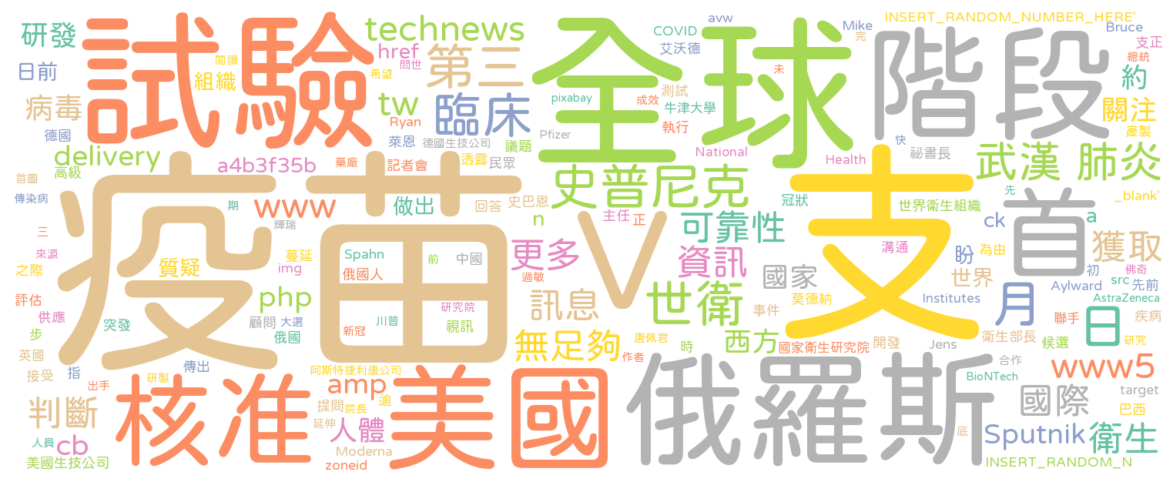 研發
technews
COVID
avw
INSERT_RANDOM_NUMBER_HERE'
Mike
Bruce
完
試驗
全球
階段
閱讀
希望
問世
href
第三
艾沃德
支正
總統
未
約
日前
組織
tw
臨床
pixabay
測試
成效
牛津大學
執行
關注
病毒
Ryan
萊恩
德國
德國生技公司
議題
Pfizer
產製
快
祕書長
武漢
肺炎
delivery
高級
a4b3f35b
藥廠
記者會
透露
民眾
National
Health
首圖
傳染病
期
www
輝瑞
做出
回答
史巴恩
史普尼克
冠狀
世界衛生組織
先
_blank'
n
主任
正
可靠性
ck
a
疫苗
V
支
首
獲取
三
來源
之際
質疑
蔓延
img
Spahn
俄國人
前
中國
更多
過敏
資訊
國家
溝通
盼
為由
世界
初
佛奇
src
先前
Aylward
AstraZeneca
評估
供應
步
突發
php
顧問
大選
俄國
川普
新冠
研究院
視訊
訊息
世衛
事件
莫德納
Institutes
月
日
聯手
疾病
英國
接受
指
傳出
無足夠
唐佩君
作者
西方
時
國家衛生研究院
開發
Jens
衛生部長
候選
合作
研究
www5
核准
美國
俄羅斯
出手
研製
阿斯特捷利康公司
amp
逾
提問
院長
延伸
BioNTech
target
國際
巴西
判斷
人員
cb
美國生技公司
人體
Moderna
zoneid
底
Sputnik
衛生
INSERT_RANDOM_N